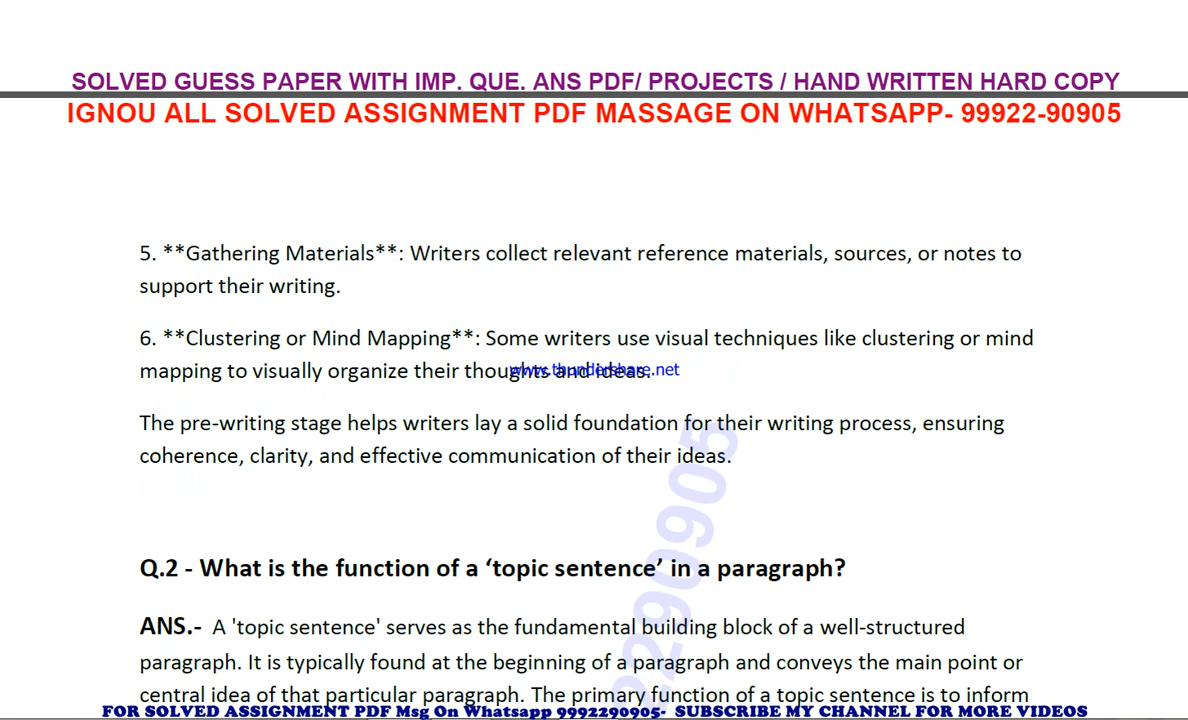 SOLVED GUESS PAPER WITH IMP. QUE. ANS PDF/ PROJECTS / HAND WRITTEN HARD COPY
IGNOU ALL SOLVED ASSIGNMENT PDF MASSAGE ON WHATSAPP- 99922-90905
5. **Gathering Materials**: Writers collect relevant reference materials, sources, or notes to
support their writing.
6. **Clustering or Mind Mapping**: Some writers use visual techniques like clustering or mind
mapping to visually organize their thoughts and ideas.
www.thundershare.net
The pre-writing stage helps writers lay a solid foundation for their writing process, ensuring
coherence, clarity, and effective communication of their ideas.
2290905
Q.2 - What is the function of a ‘topic sentence’ in a paragraph?
ANS.- A 'topic sentence' serves as the fundamental building block of a well-structured
paragraph. It is typically found at the beginning of a paragraph and conveys the main point or
central idea of that particular paragraph. The primary function of a topic sentence is to inform
FOR SOLVED ASSIGNMENT PDF Msg On Whatsapp 9992290905- SUBSCRIBE MY CHANNEL FOR MORE VIDEOS